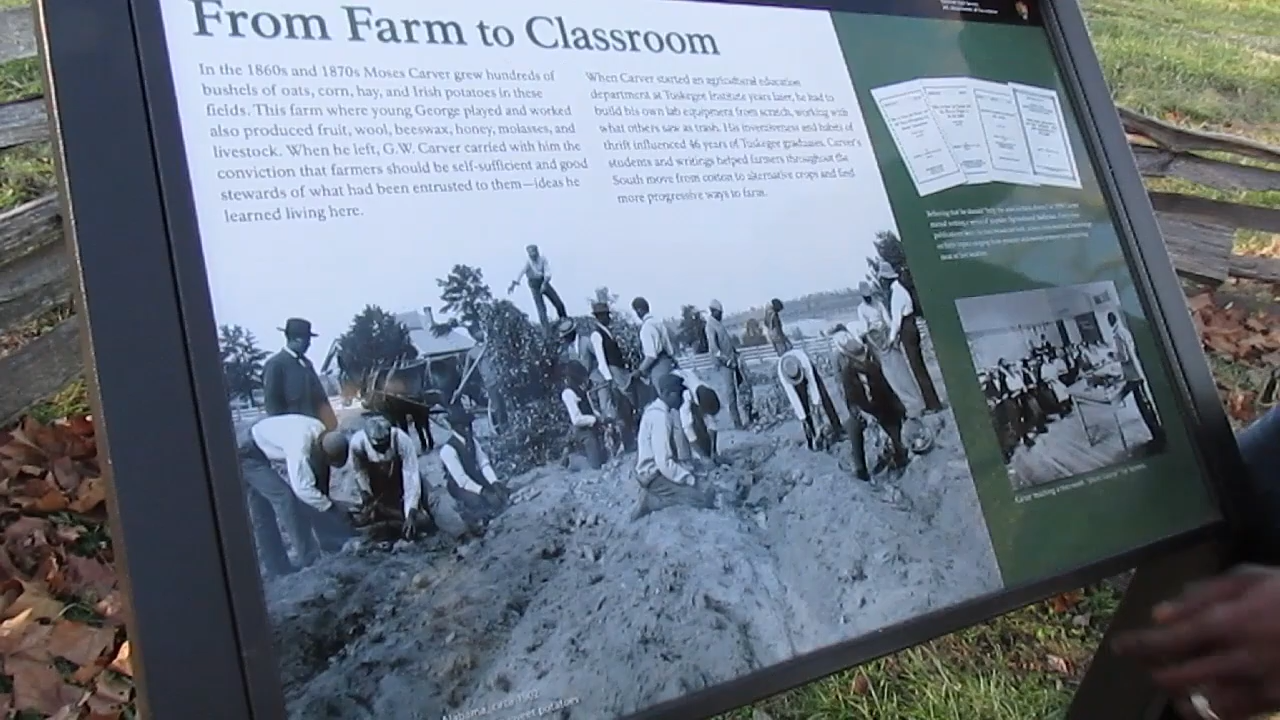 From Farm to Classroom
In the 1860s and 1870s Moses Carver grew hundreds of
bushels of oats, corn, hay, and Irish potatoes in these
fields. This farm where young George played and worked
also produced fruit, wool, beeswax, honey, molasses, and
livestock. When he left, G.W. Carver carried with him the
conviction that farmers should be self-sufficient and good
stewards of what had been entrusted to them—ideas he
learned living here.
When Carver started an agricultural education
department at Tuskegee Institute years later, he had to
build his own lab equipment from scratch, working with
what others saw as trash. His inventiveness and habits of
thrift influenced 46 years of Tuskegee graduates. Carver's
students and writings helped farmers throughout the
South move from cotton to alternative crops and find
more progressive ways to farm.
Alabama, circa 1902
sweet potatoes